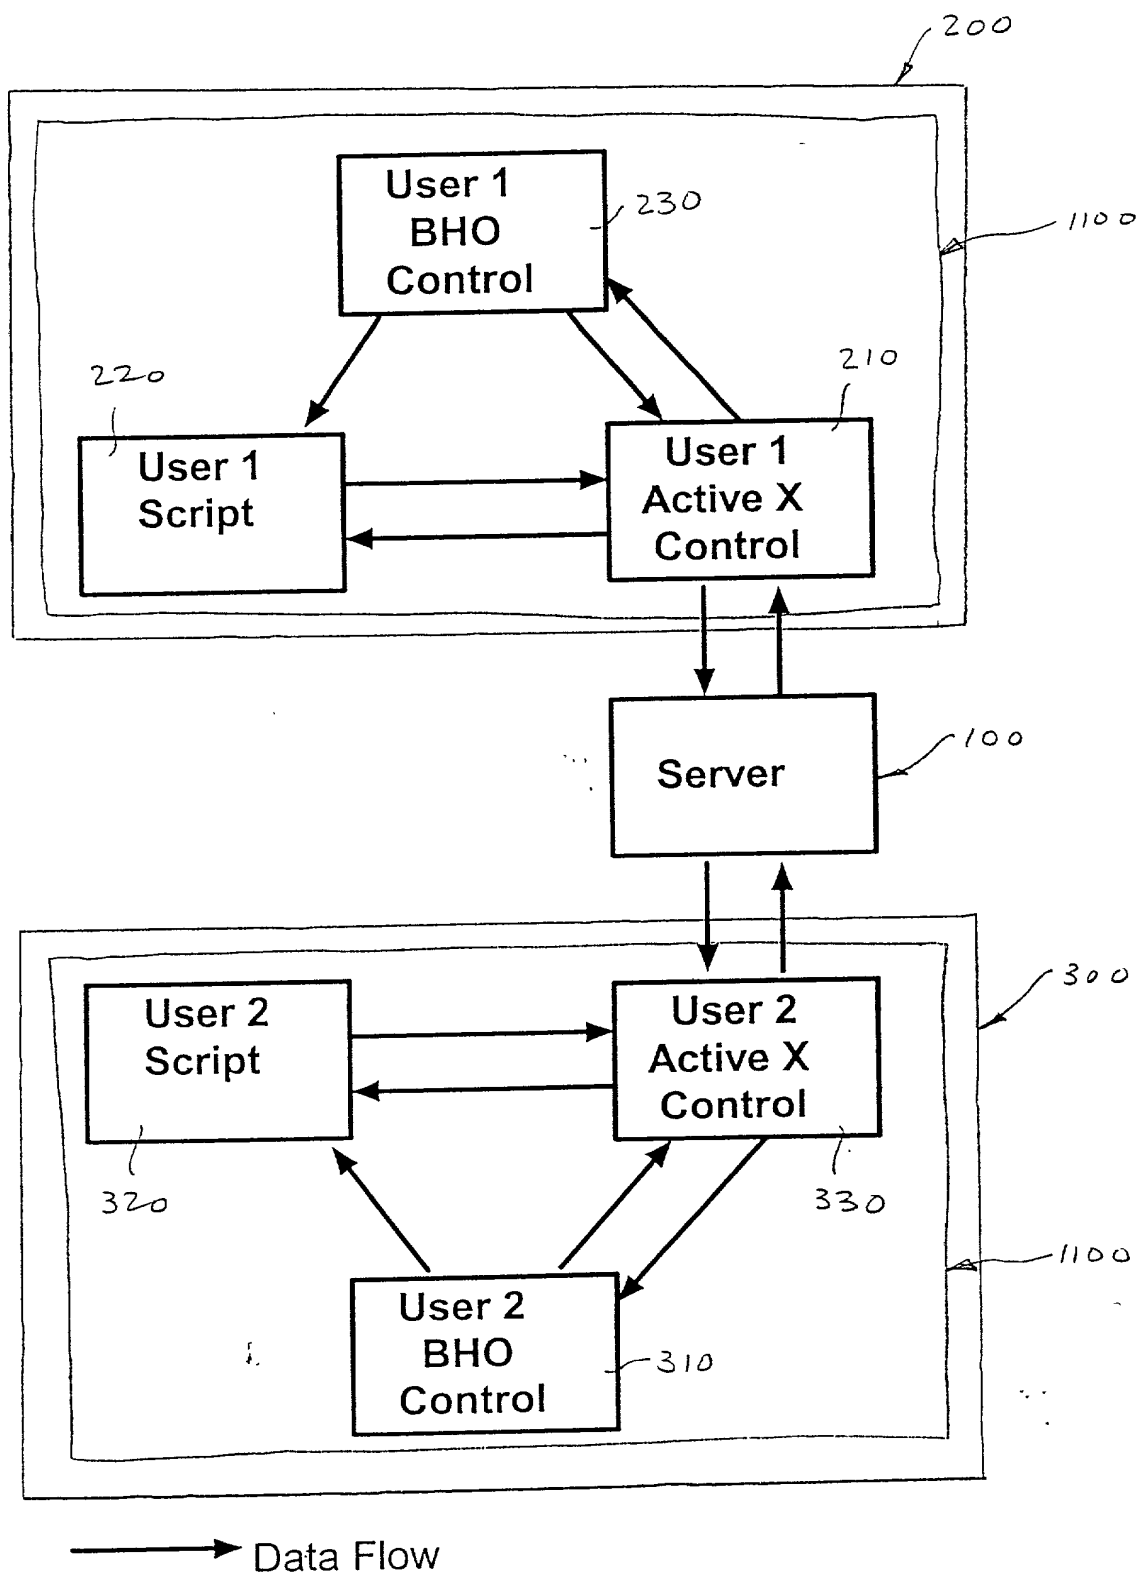 200
User 1
BHO
Control
230
1100
220
210
User 1
Script
User 1
Active X
Control
Server
100
300
User 2
Script
User 2
Active X
Control
320
330
1100
User 2
BHO
Control
310
Data Flow